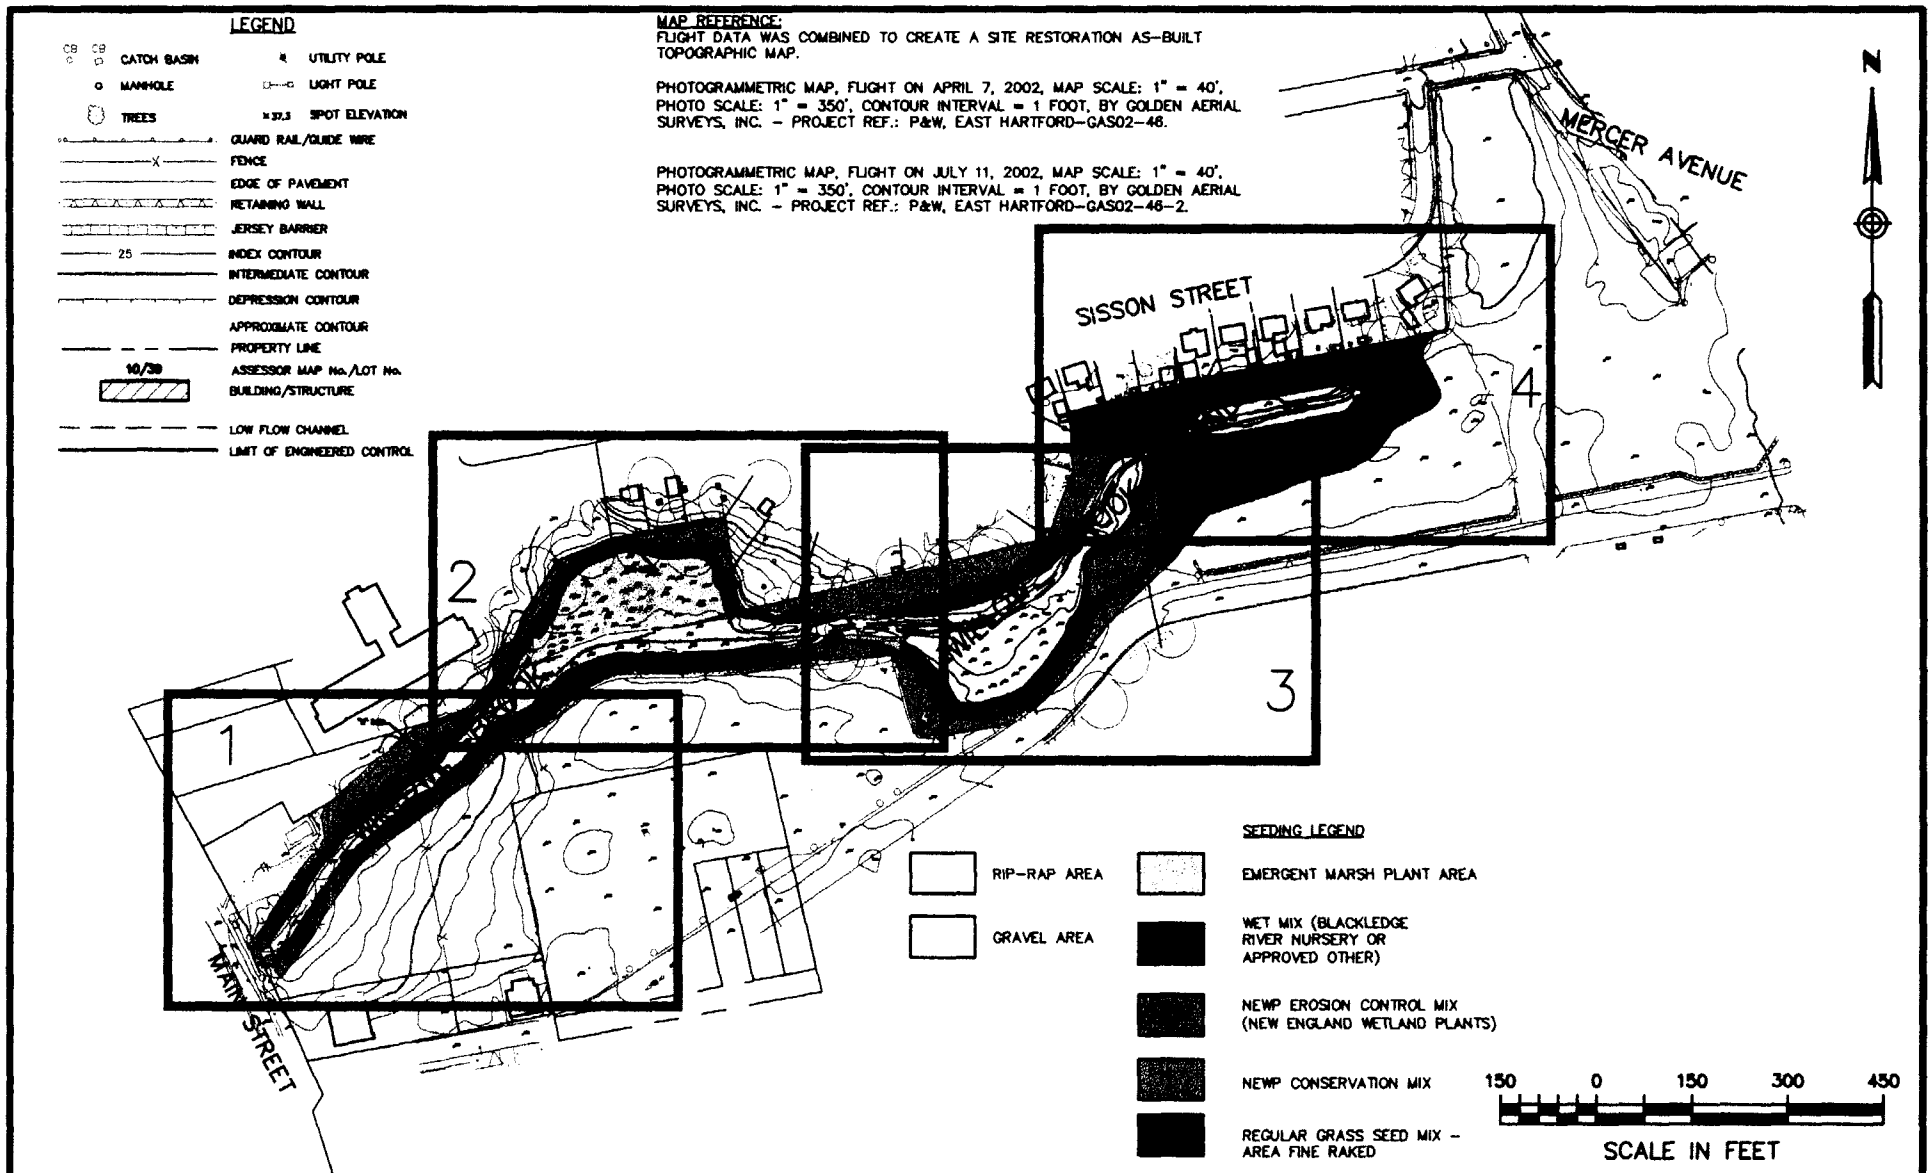 LEGEND
CB CB
CATCH BASIN
UTILITY POLE
MANHOLE
LIGHT POLE
TREES
×37.3 SPOT ELEVATION
GUARD RAIL/GUIDE WIRE
X
FENCE
EDGE OF PAVEMENT
RETAINING WALL
JERSEY BARRIER
25
INDEX CONTOUR
INTERMEDIATE CONTOUR
DEPRESSION CONTOUR
APPROXIMATE CONTOUR
PROPERTY LINE
10/39
ASSESSOR MAP No./LOT No.
BUILDING/STRUCTURE
LOW FLOW CHANNEL
LIMIT OF ENGINEERED CONTROL
MAP REFERENCE:
FLIGHT DATA WAS COMBINED TO CREATE A SITE RESTORATION AS-BUILT
TOPOGRAPHIC MAP.
PHOTOGRAMMETRIC MAP, FLIGHT ON APRIL 7, 2002, MAP SCALE: 1" = 40',
PHOTO SCALE: 1" = 350', CONTOUR INTERVAL = 1 FOOT, BY GOLDEN AERIAL
SURVEYS, INC. - PROJECT REF.: P&W, EAST HARTFORD-GAS02-46.
PHOTOGRAMMETRIC MAP, FLIGHT ON JULY 11, 2002, MAP SCALE: 1" = 40',
PHOTO SCALE: 1" = 350', CONTOUR INTERVAL = 1 FOOT, BY GOLDEN AERIAL
SURVEYS, INC. - PROJECT REF.: P&W, EAST HARTFORD-GAS02-46-2.
N
MERCER AVENUE
SISSON STREET
4
2
3
1
MAIN STREET
SEEDING LEGEND
RIP-RAP AREA
EMERGENT MARSH PLANT AREA
GRAVEL AREA
WET MIX (BLACKLEDGE
RIVER NURSERY OR
APPROVED OTHER)
NEWP EROSION CONTROL MIX
(NEW ENGLAND WETLAND PLANTS)
NEWP CONSERVATION MIX
REGULAR GRASS SEED MIX -
AREA FINE RAKED
150 0 150 300 450
SCALE IN FEET